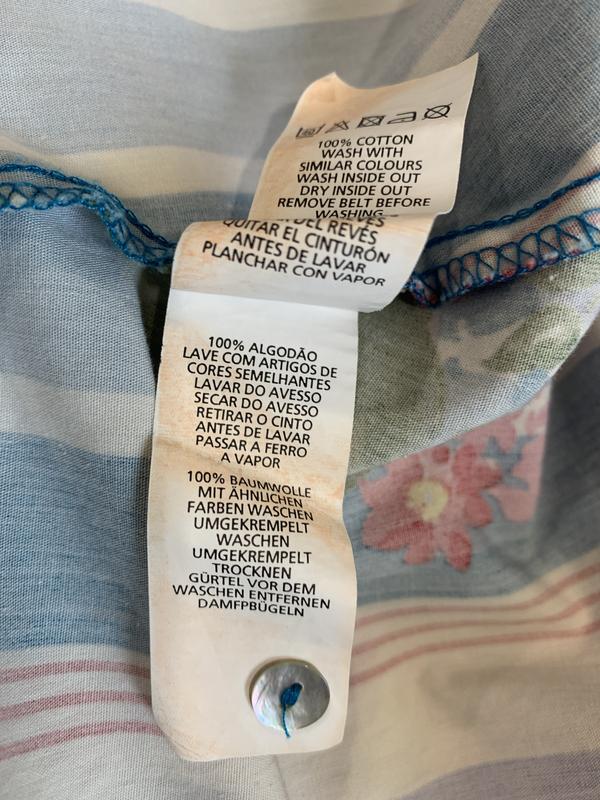 100% COTTON
WASH WITH
SIMILAR COLOURS
WASH INSIDE OUT
DRY INSIDE OUT
REMOVE BELT BEFORE
WASHING
DEL REVÉS
QUITAR EL CINTURÓN
ANTES DE LAVAR
PLANCHAR CON VAPOR
100% ALGODÃO
LAVE COM ARTIGOS DE
CORES SEMELHANTES
LAVAR DO AVESSO
SECAR DO AVESSO
RETIRAR O CINTO
ANTES DE LAVAR
PASSAR A FERRO
A VAPOR
100% BAUMWOLLE
MIT ÄHNLICHEN
FARBEN WASCHEN
UMGEKREMPELT
WASCHEN
UMGEKREMPELT
TROCKNEN
GÜRTEL VOR DEM
WASCHEN ENTFERNEN
DAMFPBÜGELN